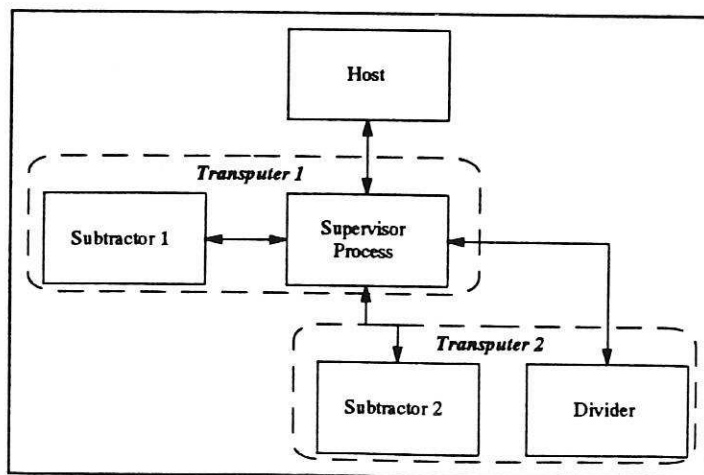 Host
Transputer 1
Subtractor 1
Supervisor
Process
Transputer 2
Subtractor 2
Divider